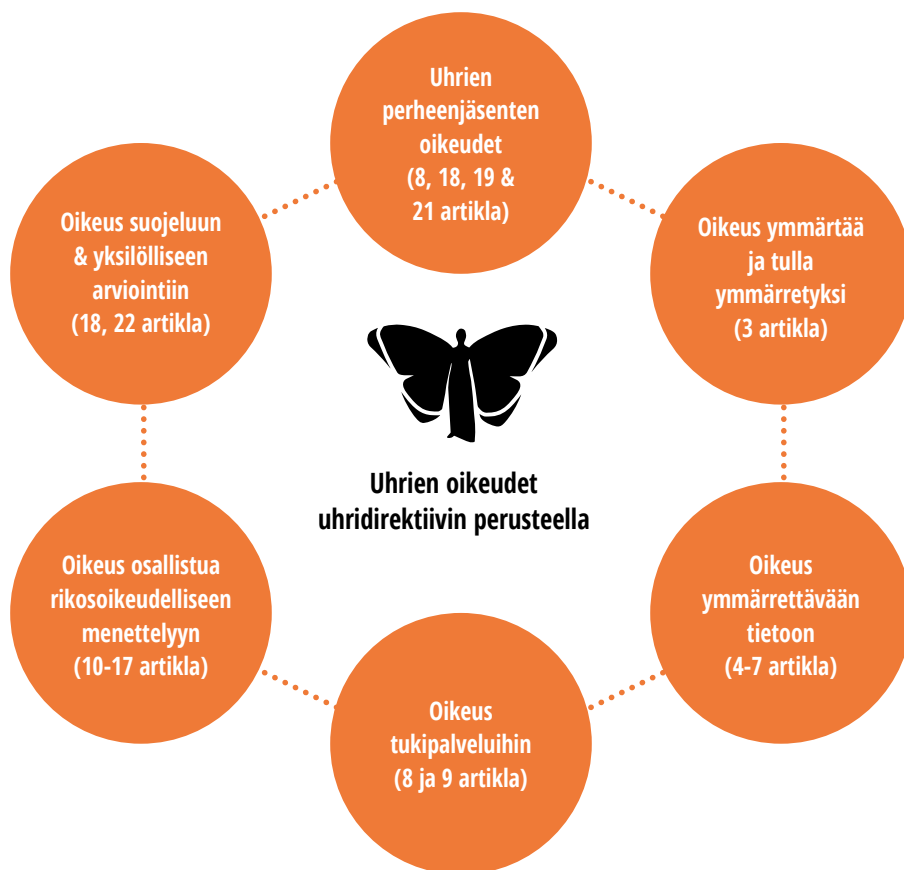 Uhrien
perheenjäsenten
oikeudet
(8, 18, 19 &
21 artikla)
Oikeus ymmärtää
ja tulla
ymmärretyksi
(3 artikla)
Oikeus
ymmärrettävään
tietoon
(4-7 artikla)
Oikeus
tukipalveluihin
(8 ja 9 artikla)
Oikeus osallistua
rikosoikeudelliseen
menettelyyn
(10-17 artikla)
Oikeus suojeluun
& yksilölliseen
arviointiin
(18, 22 artikla)
Uhrien oikeudet
uhridirektiivin perusteella